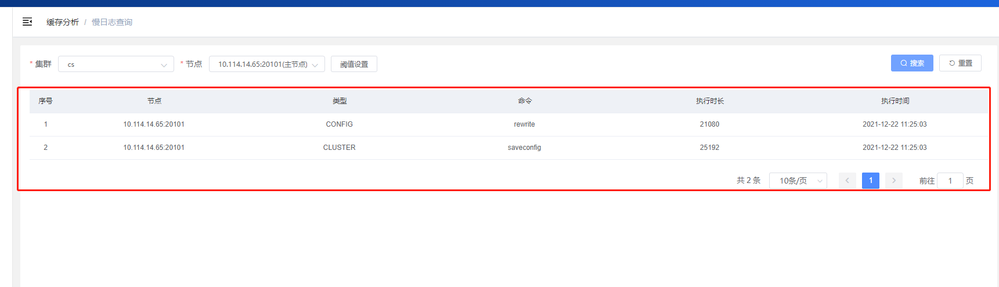 缓存分析 / 慢日志查询
* 集群 cs * 节点 10.114.14.65:20101(主节点) 阈值设置 搜索 重置
序号 节点 类型 命令 执行时长 执行时间
1 10.114.14.65:20101 CONFIG rewrite 21080 2021-12-22 11:25:03
2 10.114.14.65:20101 CLUSTER saveconfig 25192 2021-12-22 11:25:03
共 2 条 10条/页 1 前往 1 页